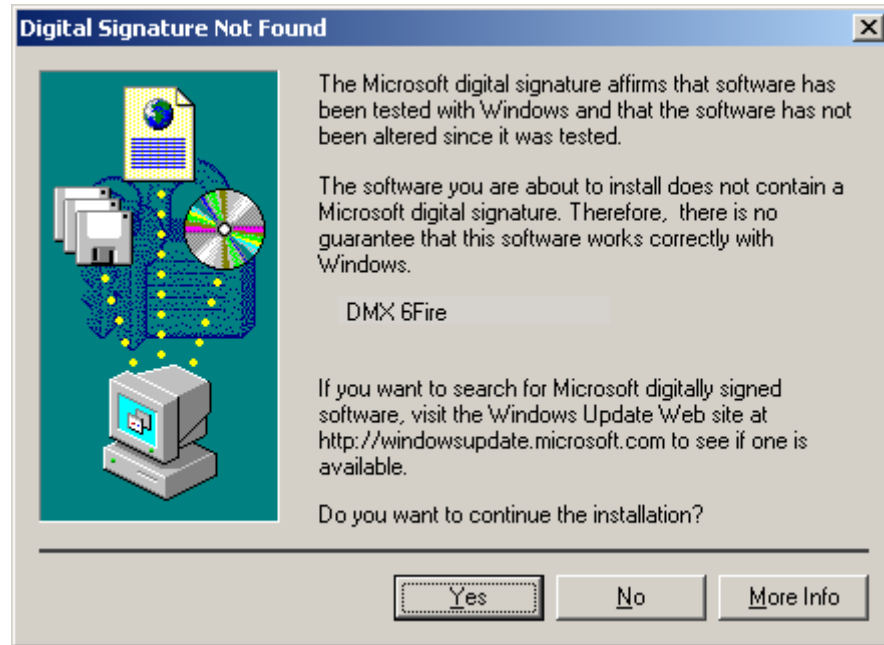 Digital Signature Not Found
The Microsoft digital signature affirms that software has
been tested with Windows and that the software has not
been altered since it was tested.
The software you are about to install does not contain a
Microsoft digital signature. Therefore,  there is no
guarantee that this software works correctly with
Windows.
DMX 6Fire
If you want to search for Microsoft digitally signed
software, visit the Windows Update Web site at
http://windowsupdate.microsoft.com to see if one is
available.
Do you want to continue the installation?
Yes No More Info